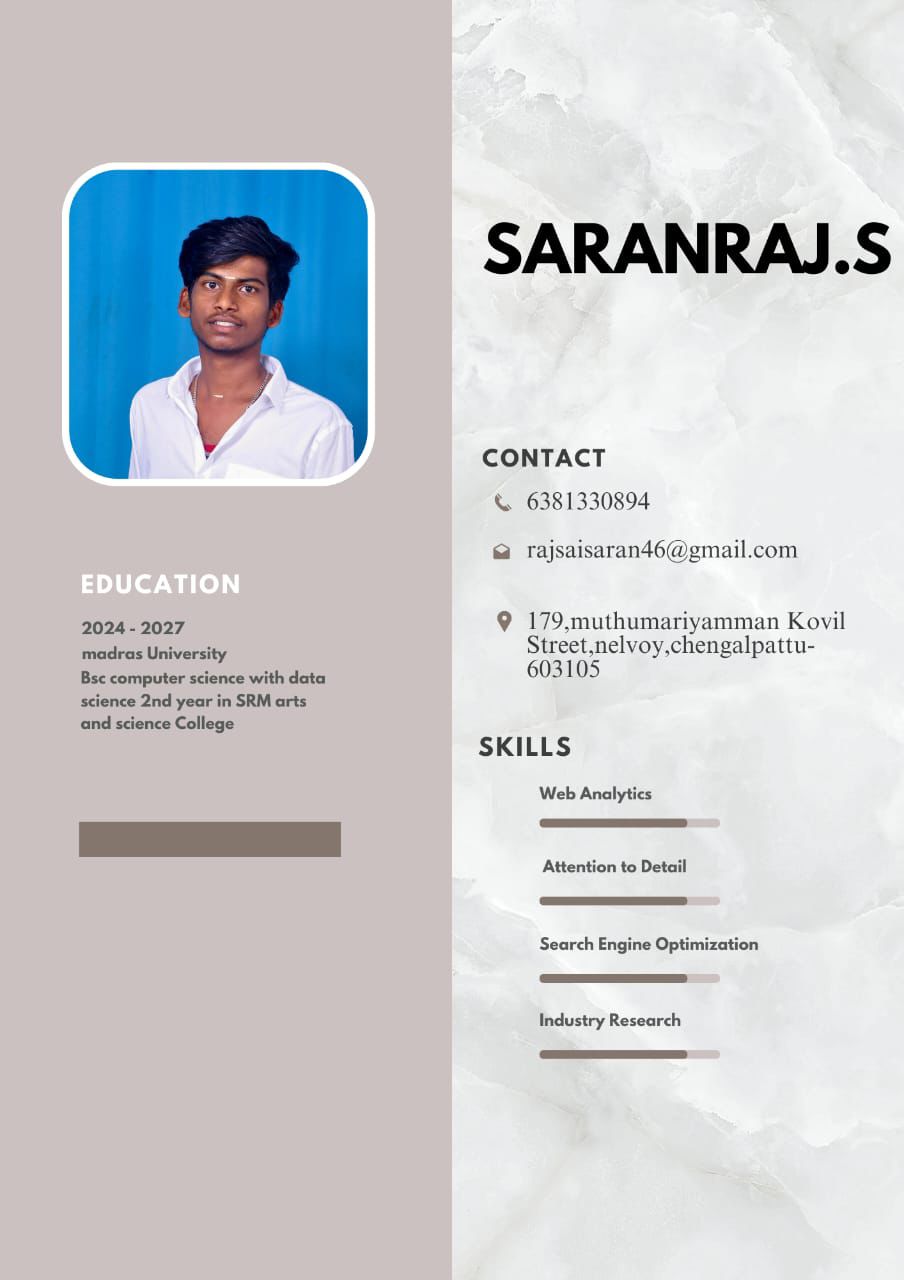 SARANRAJ.S
EDUCATION
2024 - 2027
madras University
Bsc computer science with data
science 2nd year in SRM arts
and science College
CONTACT
6381330894
rajsaisaran46@gmail.com
179,muthumariyamman Kovil
Street,nelvoy,chengalpattu-
603105
SKILLS
Web Analytics
Attention to Detail
Search Engine Optimization
Industry Research